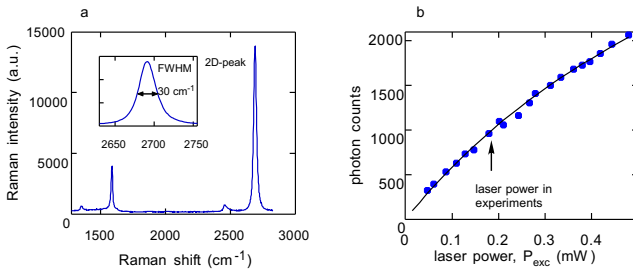 a
Raman intensity (a.u.)
15000
10000
5000
0
FWHM
30 cm-1
2D-peak
2650 2700 2750
1500 2000 2500 3000
Raman shift (cm-1)
b
photon counts
2000
1500
1000
500
laser power in
experiments
0 0.1 0.2 0.3 0.4
laser power, Pexc (mW)